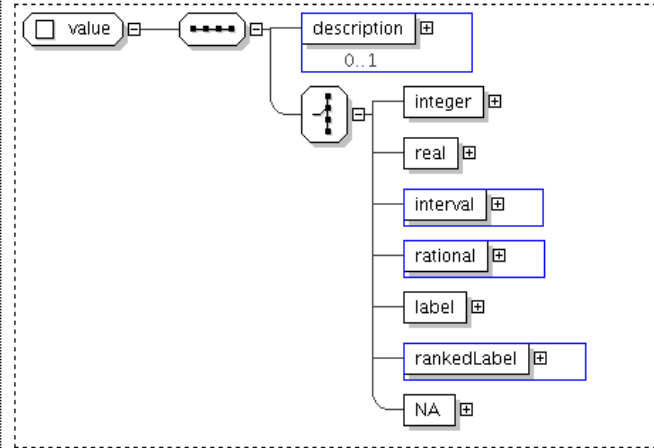 value
description
0..1
integer
real
interval
rational
label
rankedLabel
NA